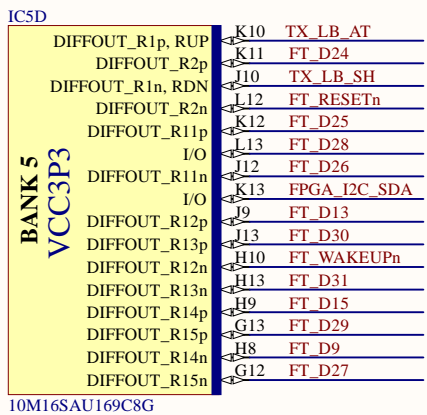 IC5D
DIFFOUT_R1p, RUP K10 TX_LB_AT
DIFFOUT_R2p K11 FT_D24
DIFFOUT_R1n, RDN J10 TX_LB_SH
DIFFOUT_R2n L12 FT_RESETn
DIFFOUT_R11p K12 FT_D25
I/O L13 FT_D28
DIFFOUT_R11n J12 FT_D26
I/O K13 FPGA_I2C_SDA
DIFFOUT_R12p J9 FT_D13
DIFFOUT_R13p J13 FT_D30
DIFFOUT_R12n H10 FT_WAKEUPn
DIFFOUT_R13n H13 FT_D31
DIFFOUT_R14p H9 FT_D15
DIFFOUT_R15p G13 FT_D29
DIFFOUT_R14n H8 FT_D9
DIFFOUT_R15n G12 FT_D27
BANK 5
VCC3P3
10M16SAU169C8G